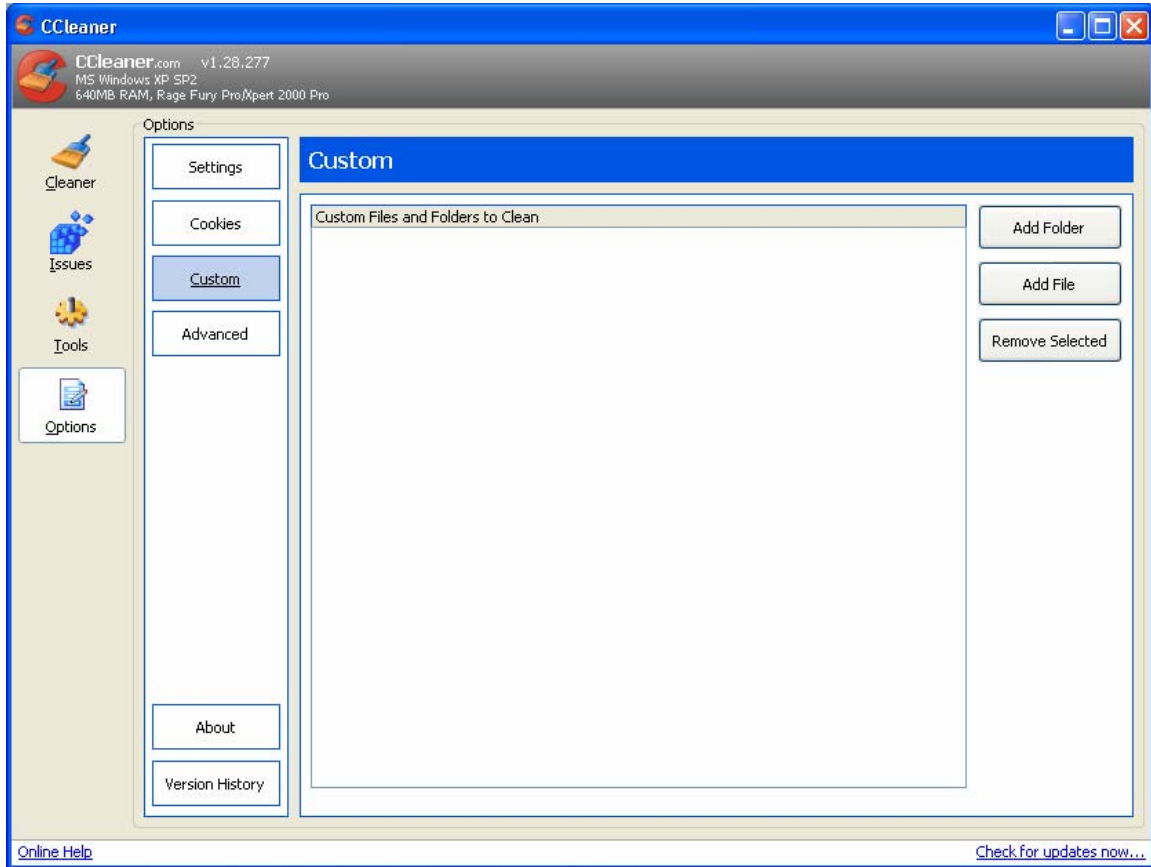 CCleaner
CCleaner.com v1.28.277
MS Windows XP SP2
640MB RAM, Rage Fury Pro/Xpert 2000 Pro
Cleaner
Issues
Tools
Options
Options
Settings
Cookies
Custom
Advanced
About
Version History
Custom
Custom Files and Folders to Clean
Add Folder
Add File
Remove Selected
Online Help
Check for updates now...